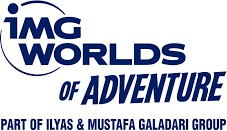 iMG
WORLDS
OF ADVENTURE
PART OF ILYAS & MUSTAFA GALADARI GROUP